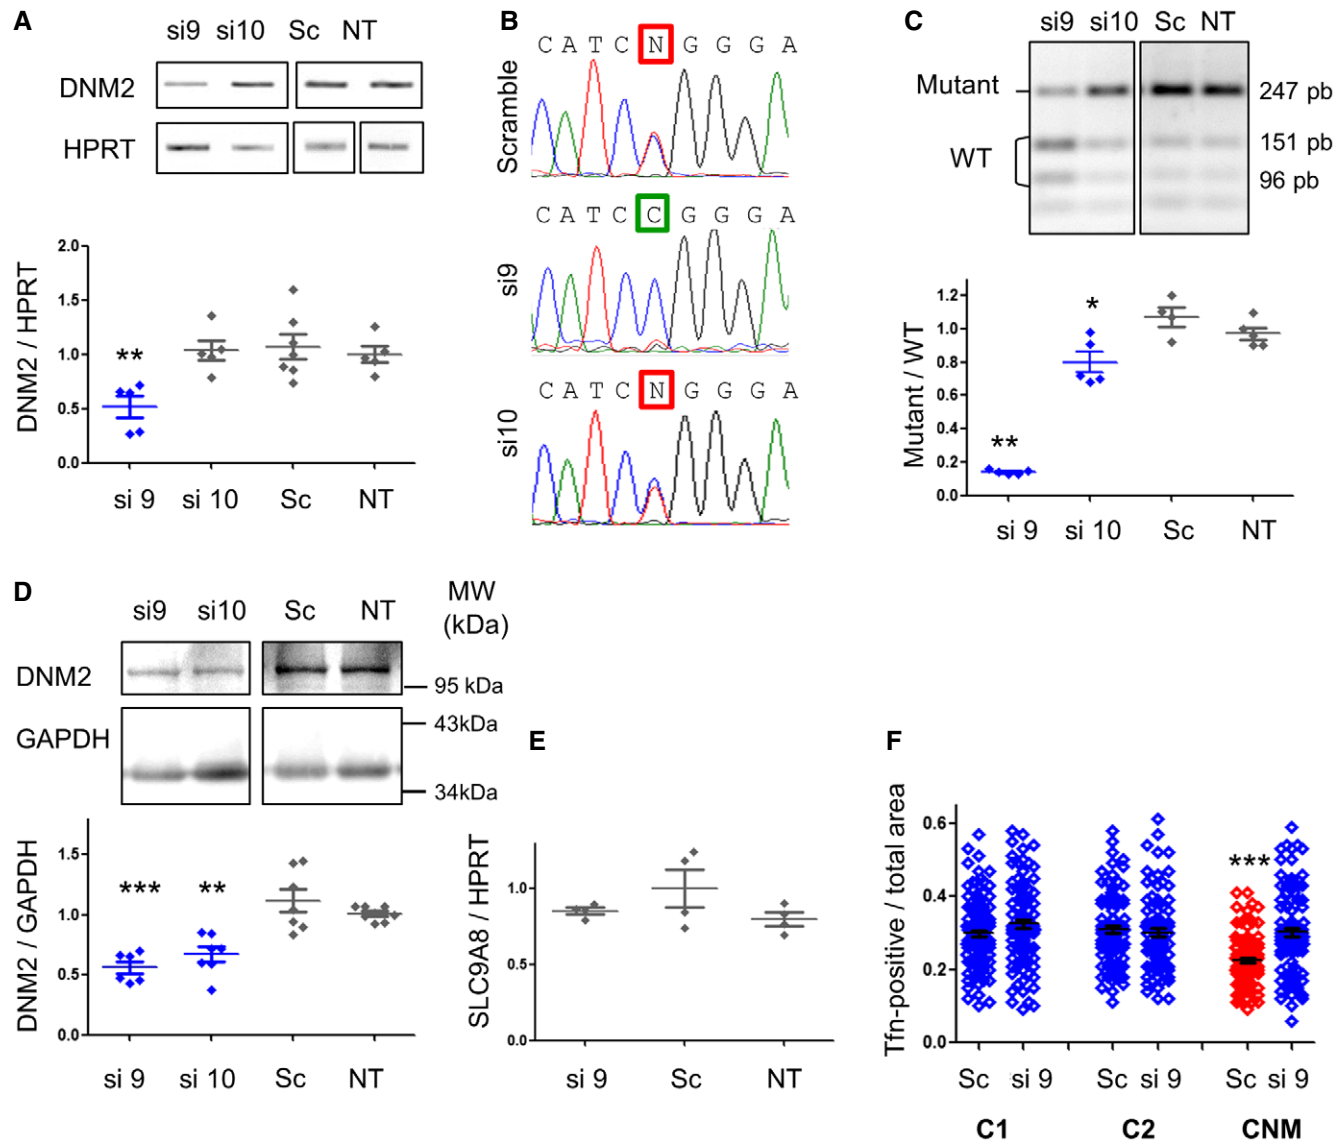 A
si9 si10 Sc NT
DNM2
HPRT
DNM2 / HPRT
2.0
1.5
1.0
0.5
0.0
**
si 9 si 10 Sc NT
B
Scramble
C A T C N G G G A
si9
C A T C C G G G A
si10
C A T C N G G G A
C
si9 si10 Sc NT
Mutant
WT
247 pb
151 pb
96 pb
Mutant / WT
1.2
1.0
0.8
0.6
0.4
0.2
0.0
**
*
si 9 si 10 Sc NT
D
si9 si10 Sc NT
MW
(kDa)
DNM2
95 kDa
GAPDH
43kDa
34kDa
DNM2 / GAPDH
1.5
1.0
0.5
0.0
***
**
si 9 si 10 Sc NT
E
SLC9A8 / HPRT
1.0
0.5
0.0
si 9 Sc NT
F
Tfn-positive / total area
0.6
0.4
0.2
0.0
***
Sc si 9 Sc si 9 Sc si 9
C1 C2 CNM